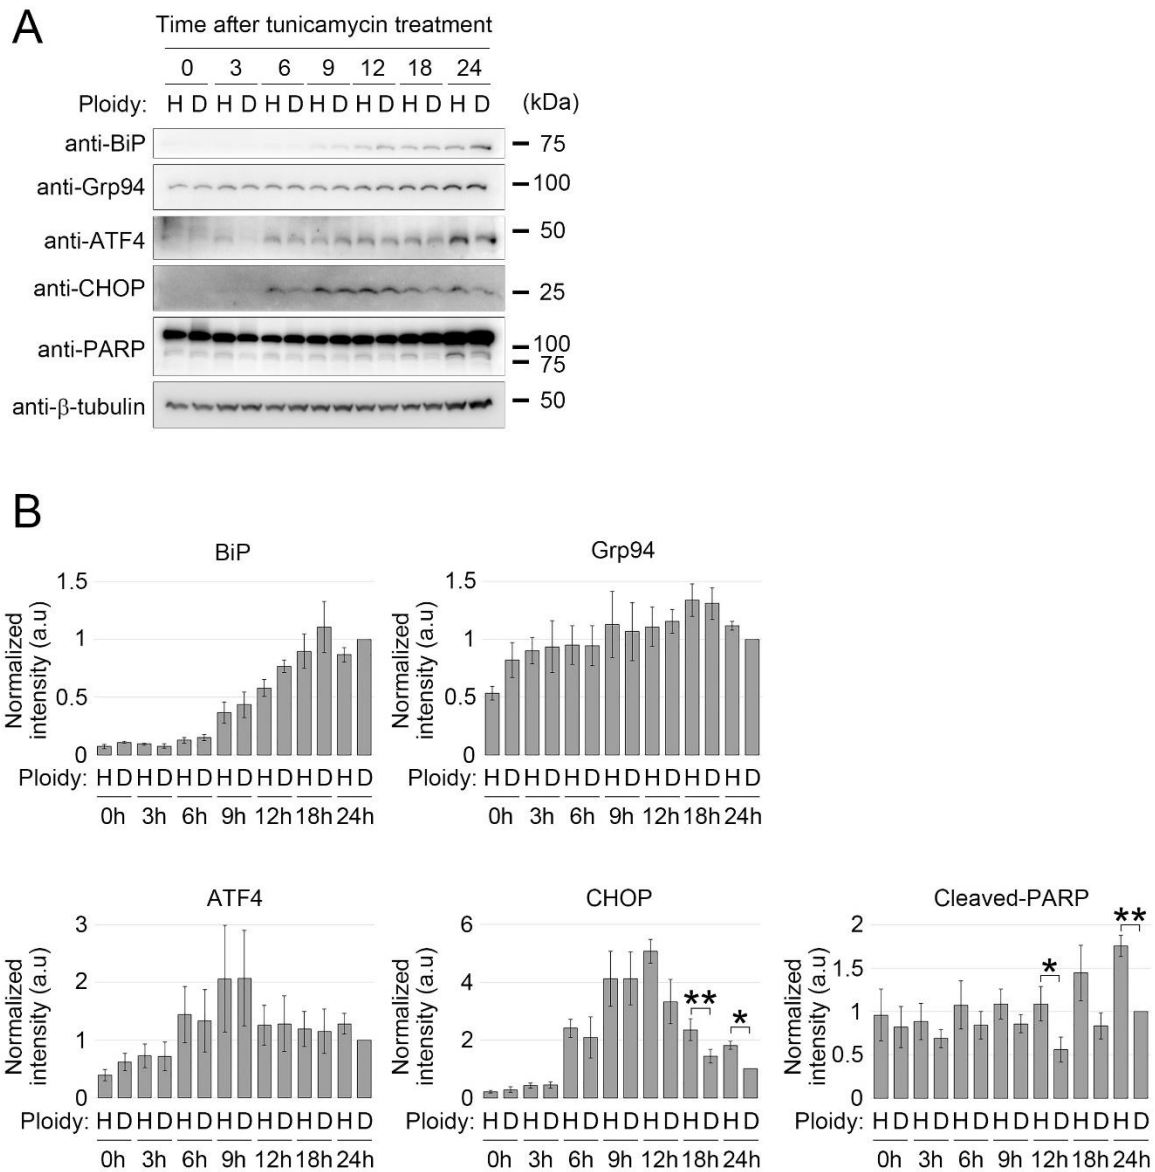 A
Time after tunicamycin treatment
0 3 6 9 12 18 24
Ploidy: H D H D H D H D H D H D H D (kDa)
anti-BiP 75
anti-Grp94 100
anti-ATF4 50
anti-CHOP 25
anti-PARP 100
75
anti-β-tubulin 50
B
BiP
Normalized
intensity (a.u)
1.5
1
0.5
0
Ploidy: H D H D H D H D H D H D H D
0h 3h 6h 9h 12h 18h 24h
Grp94
Normalized
intensity (a.u)
1.5
1
0.5
0
Ploidy: H D H D H D H D H D H D H D
0h 3h 6h 9h 12h 18h 24h
ATF4
Normalized
intensity (a.u)
3
2
1
0
Ploidy: H D H D H D H D H D H D H D
0h 3h 6h 9h 12h 18h 24h
CHOP
Normalized
intensity (a.u)
6
4
2
0
** *
Ploidy: H D H D H D H D H D H D H D
0h 3h 6h 9h 12h 18h 24h
Cleaved-PARP
Normalized
intensity (a.u)
2
1.5
1
0.5
0
* **
Ploidy: H D H D H D H D H D H D H D
0h 3h 6h 9h 12h 18h 24h